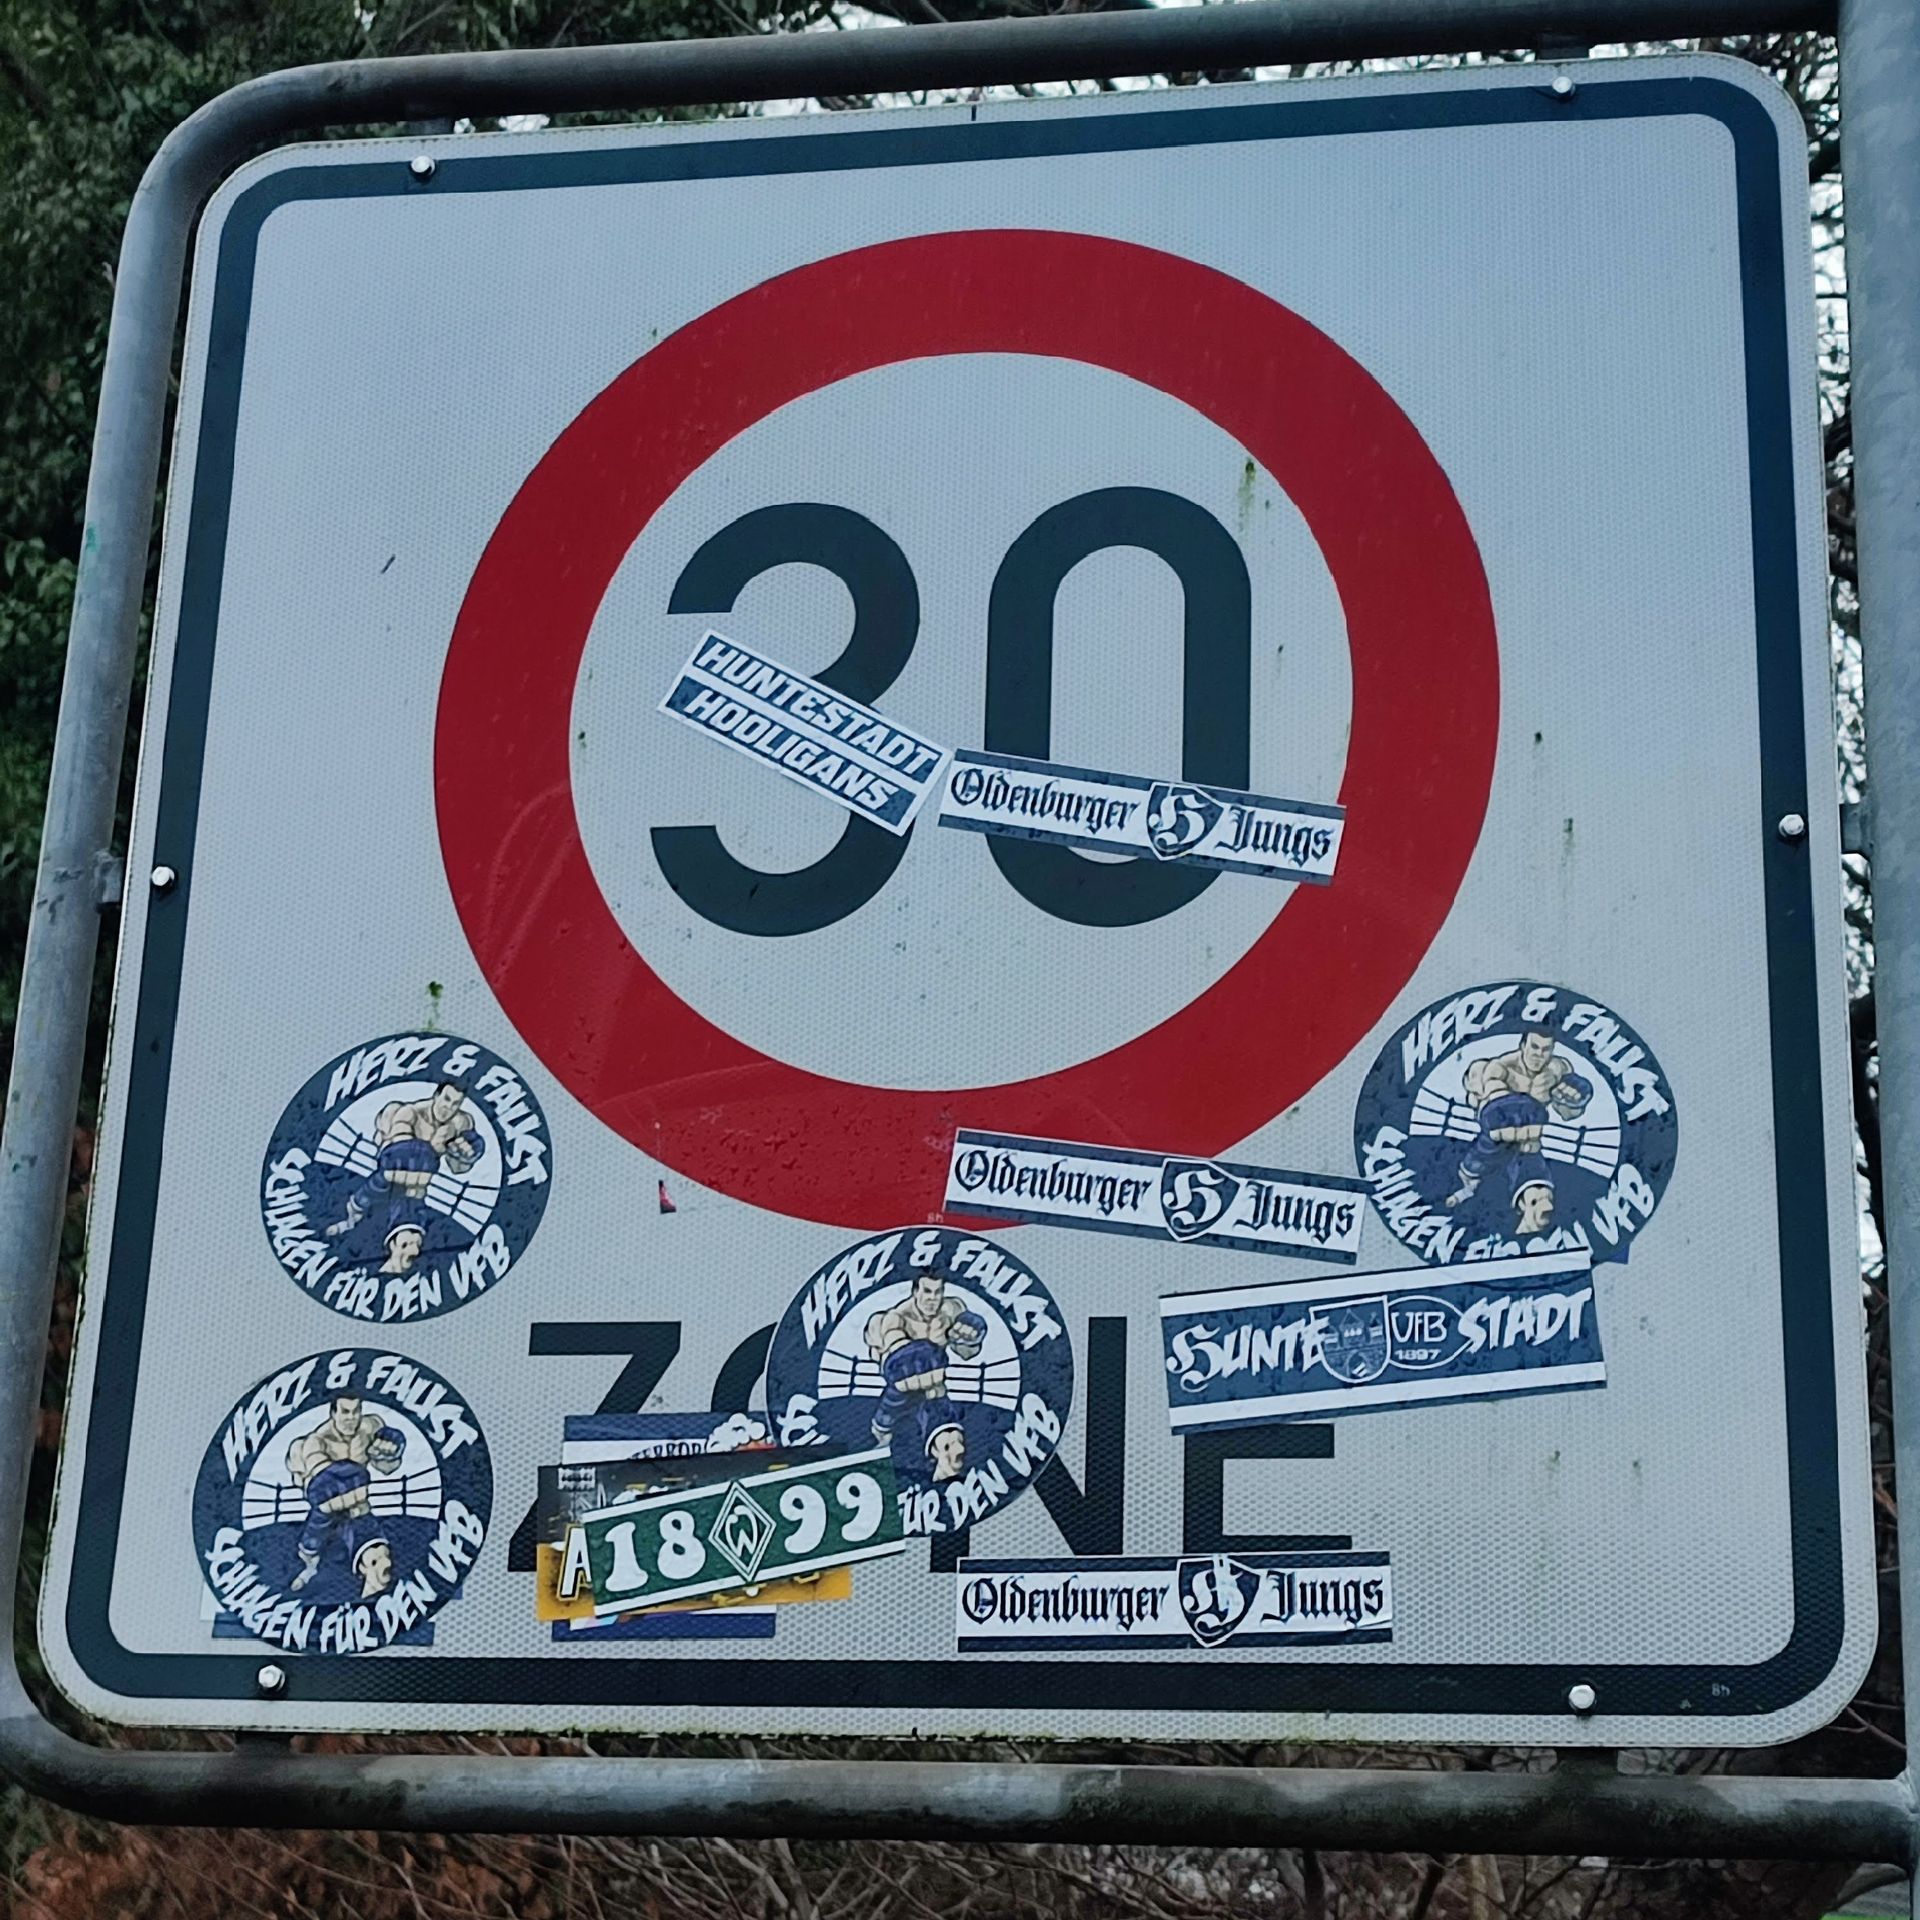 30
HUNTESTADT
HOOLIGANS
Oldenburger H Jungs
HERZ & FAUST
SCHLAGEN FÜR DEN VFB
HERZ & FAUST
SCHLAGEN FÜR DEN VFB
Oldenburger H Jungs
HERZ & FAUST
ÜR DEN VFB
HUNTE VFB 1897 STADT
ZONE
HERZ & FAUST
SCHLAGEN FÜR DEN VFB
A
18 W 99
Oldenburger H Jungs